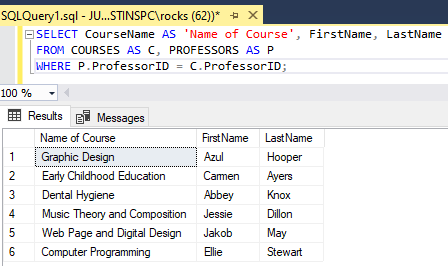 SQLQuery1.sql - JU...STINSPC\rocks (62))*
SELECT CourseName AS 'Name of Course', FirstName, LastName
FROM COURSES AS C, PROFESSORS AS P
WHERE P.ProfessorID = C.ProfessorID;
100 %
Results Messages
Name of Course FirstName LastName
1 Graphic Design Azul Hooper
2 Early Childhood Education Carmen Ayers
3 Dental Hygiene Abbey Knox
4 Music Theory and Composition Jessie Dillon
5 Web Page and Digital Design Jakob May
6 Computer Programming Ellie Stewart